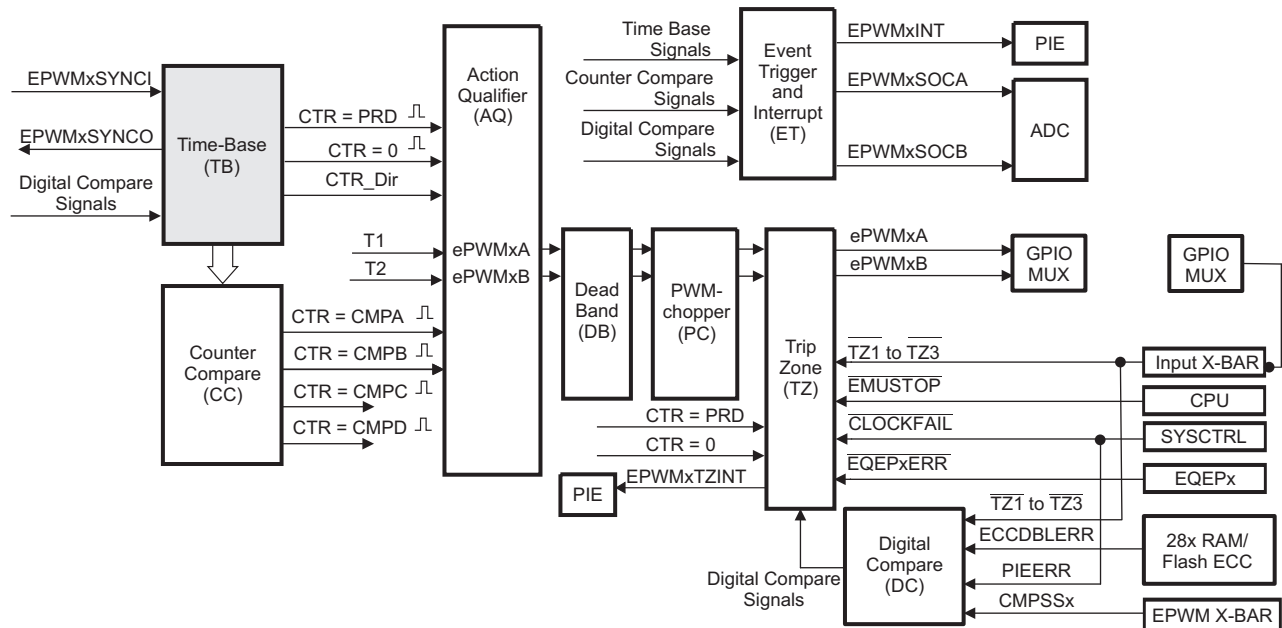 EPWMxSYNCI
EPWMxSYNCO
Digital Compare
Signals
Time-Base
(TB)
CTR = PRD
CTR = 0
CTR_Dir
T1
T2
Counter
Compare
(CC)
CTR = CMPA
CTR = CMPB
CTR = CMPC
CTR = CMPD
Action
Qualifier
(AQ)
ePWMxA
ePWMxB
Time Base
Signals
Counter Compare
Signals
Digital Compare
Signals
Event
Trigger
and
Interrupt
(ET)
EPWMxINT
EPWMxSOCA
EPWMxSOCB
PIE
ADC
Dead
Band
(DB)
PWM-
chopper
(PC)
Trip
Zone
(TZ)
ePWMxA
ePWMxB
GPIO
MUX
GPIO
MUX
TZ1 to TZ3
EMUSTOP
CLOCKFAIL
EQEPxERR
Input X-BAR
CPU
SYSCTRL
EQEPx
CTR = PRD
CTR = 0
EPWMxTZINT
PIE
Digital Compare
Signals
Digital
Compare
(DC)
TZ1 to TZ3
ECCDBLERR
PIEERR
CMPSSx
28x RAM/
Flash ECC
EPWM X-BAR